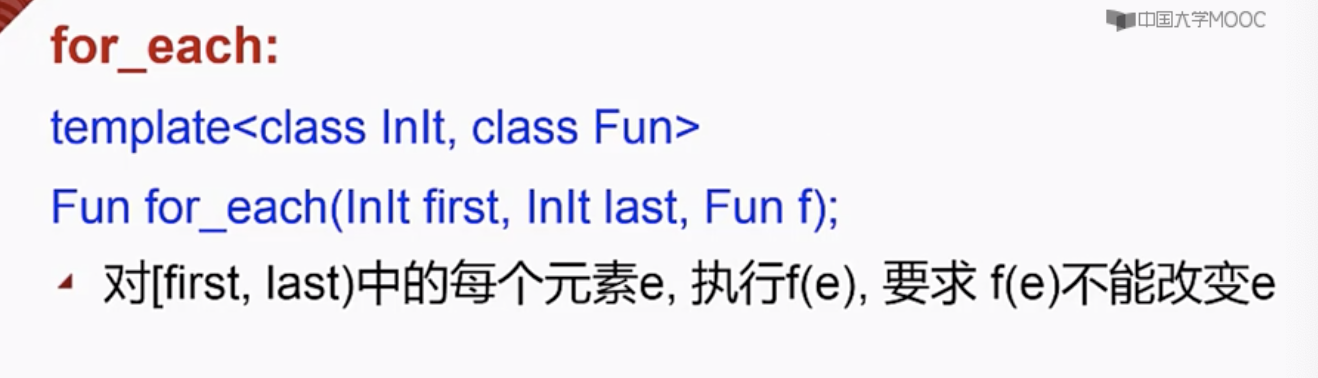 中国大学MOOC
for_each:
template<class InIt, class Fun>
Fun for_each(InIt first, InIt last, Fun f);
对[first, last)中的每个元素e, 执行f(e), 要求 f(e)不能改变e